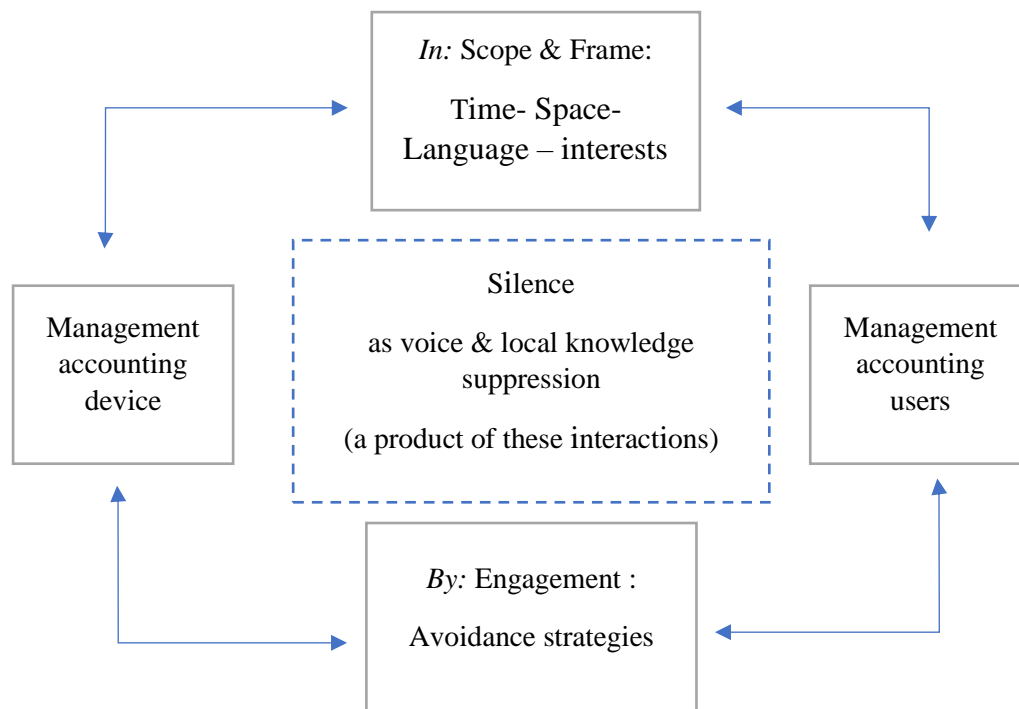 In: Scope & Frame:
Time- Space-
Language – interests
Silence
as voice & local knowledge
suppression
(a product of these interactions)
Management
accounting
device
Management
accounting
users
By: Engagement :
Avoidance strategies